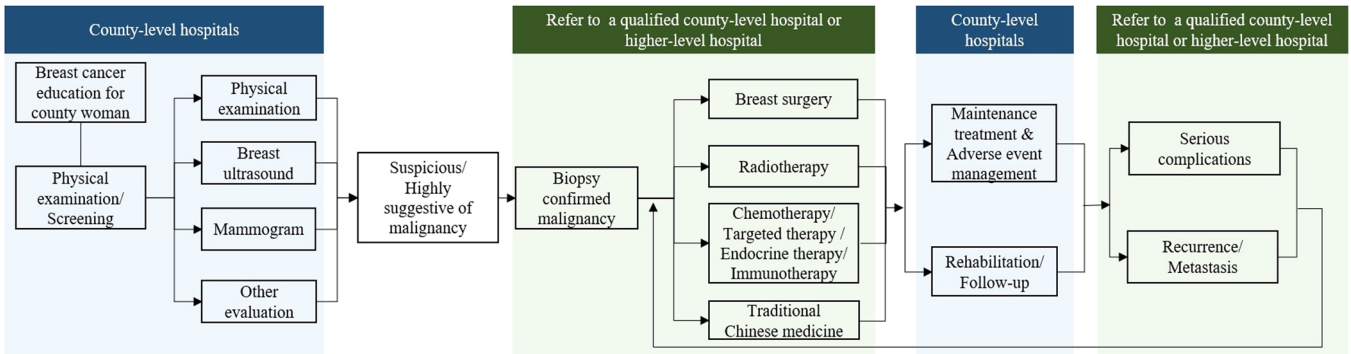 County-level hospitals
Breast cancer
education for
county woman
Physical
examination/
Screening
Physical
examination
Breast
ultrasound
Mammogram
Other
evaluation
Suspicious/
Highly
suggestive of
malignancy
Refer to a qualified county-level hospital or
higher-level hospital
Biopsy
confirmed
malignancy
Breast surgery
Radiotherapy
Chemotherapy/
Targeted therapy /
Endocrine therapy/
Immunotherapy
Traditional
Chinese medicine
County-level
hospitals
Maintenance
treatment &
Adverse event
management
Rehabilitation/
Follow-up
Refer to a qualified county-level
hospital or higher-level hospital
Serious
complications
Recurrence/
Metastasis